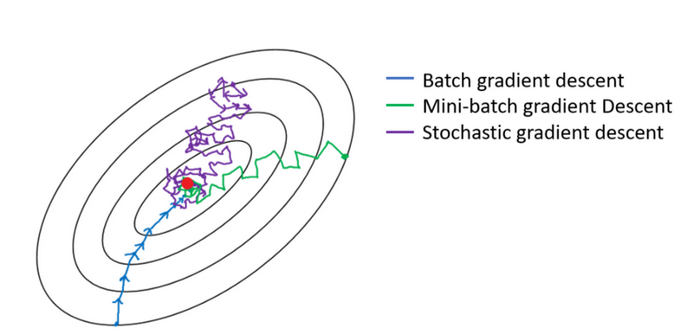 Batch gradient descent
Mini-batch gradient Descent
Stochastic gradient descent